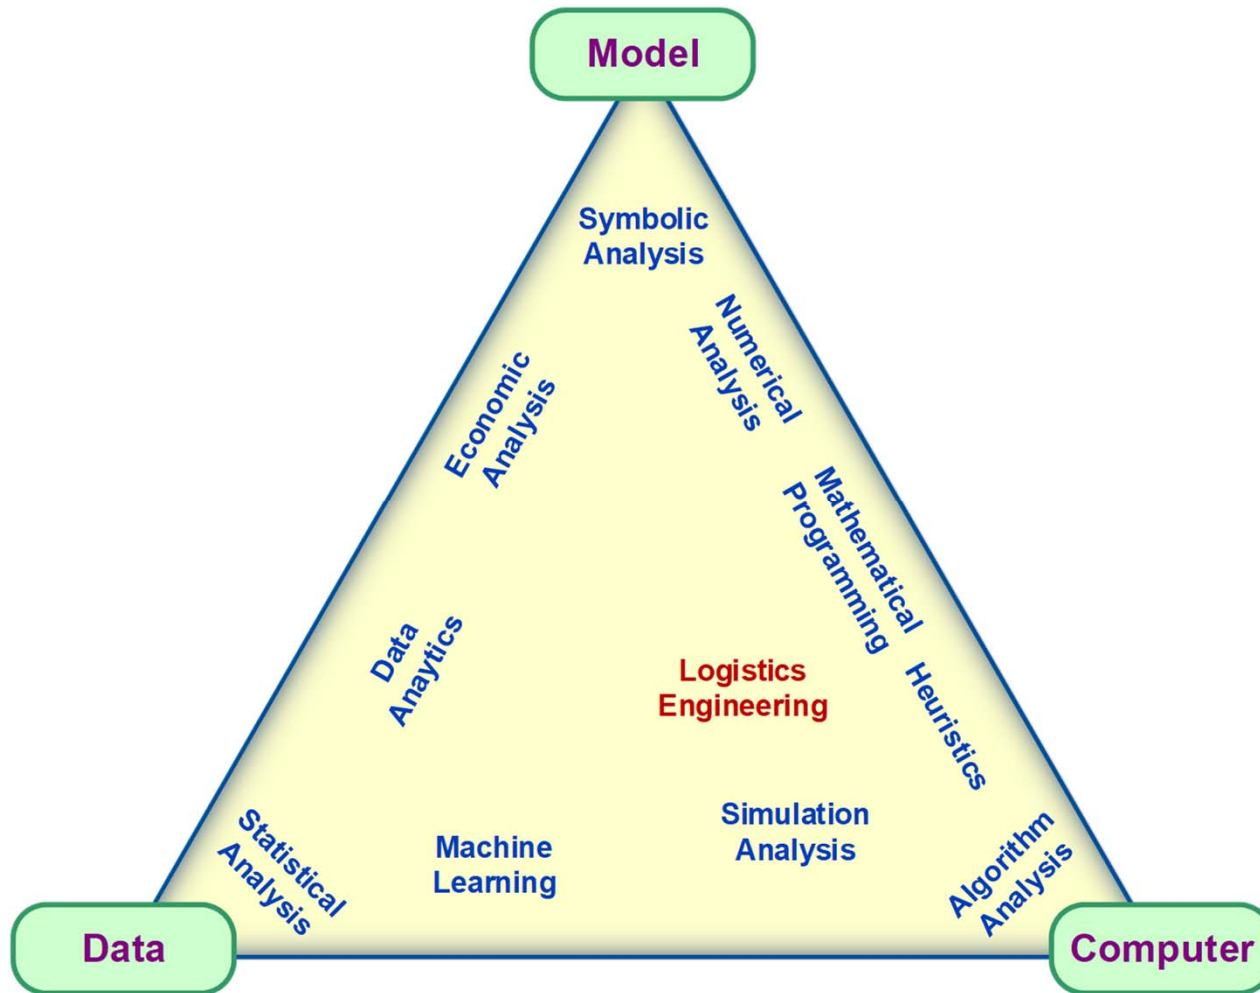 Model
Symbolic
Analysis
Numerical
Analysis
Economic
Analysis
Mathematical
Programming
Data
Anaytics
Logistics
Engineering
Heuristics
Simulation
Analysis
Statistical
Analysis
Machine
Learning
Algorithm
Analysis
Data
Computer